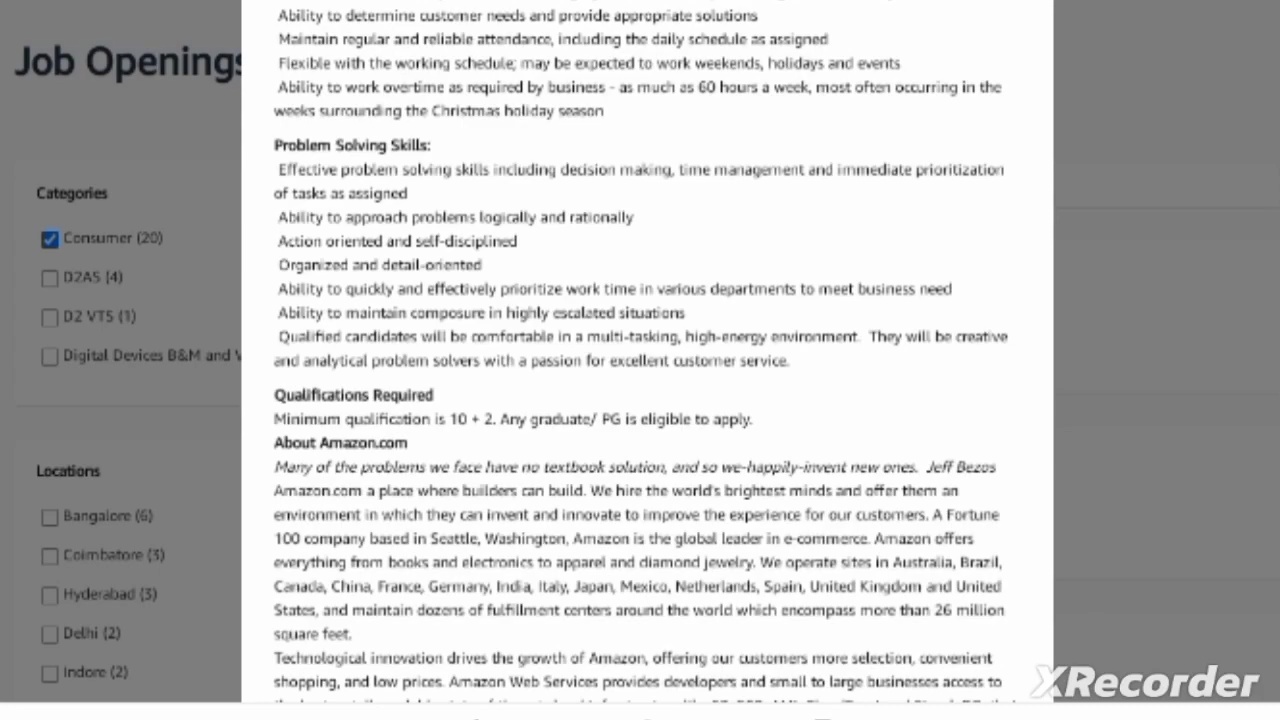 Ability to determine customer needs and provide appropriate solutions
Maintain regular and reliable attendance, including the daily schedule as assigned
Flexible with the working schedule; may be expected to work weekends, holidays and events
Ability to work overtime as required by business - as much as 60 hours a week, most often occurring in the
weeks surrounding the Christmas holiday season
Problem Solving Skills:
Effective problem solving skills including decision making, time management and immediate prioritization
of tasks as assigned
Ability to approach problems logically and rationally
Action oriented and self-disciplined
Organized and detail-oriented
Ability to quickly and effectively prioritize work time in various departments to meet business need
Ability to maintain composure in highly escalated situations
Qualified candidates will be comfortable in a multi-tasking, high-energy environment. They will be creative
and analytical problem solvers with a passion for excellent customer service.
Qualifications Required
Minimum qualification is 10 + 2. Any graduate/ PG is eligible to apply.
About Amazon.com
Many of the problems we face have no textbook solution, and so we-happily-invent new ones. Jeff Bezos
Amazon.com a place where builders can build. We hire the world's brightest minds and offer them an
environment in which they can invent and innovate to improve the experience for our customers. A Fortune
100 company based in Seattle, Washington, Amazon is the global leader in e-commerce. Amazon offers
everything from books and electronics to apparel and diamond jewelry. We operate sites in Australia, Brazil,
Canada, China, France, Germany, India, Italy, Japan, Mexico, Netherlands, Spain, United Kingdom and United
States, and maintain dozens of fulfillment centers around the world which encompass more than 26 million
square feet.
Technological innovation drives the growth of Amazon, offering our customers more selection, convenient
shopping, and low prices. Amazon Web Services provides developers and small to large businesses access to
Job Openings
Categories
Consumer (20)
D2AS (4)
D2 VTS (1)
Digital Devices B&M and
Locations
Bangalore (6)
Coimbatore (3)
Hyderabad (3)
Delhi (2)
Indore (2)
XRecorder